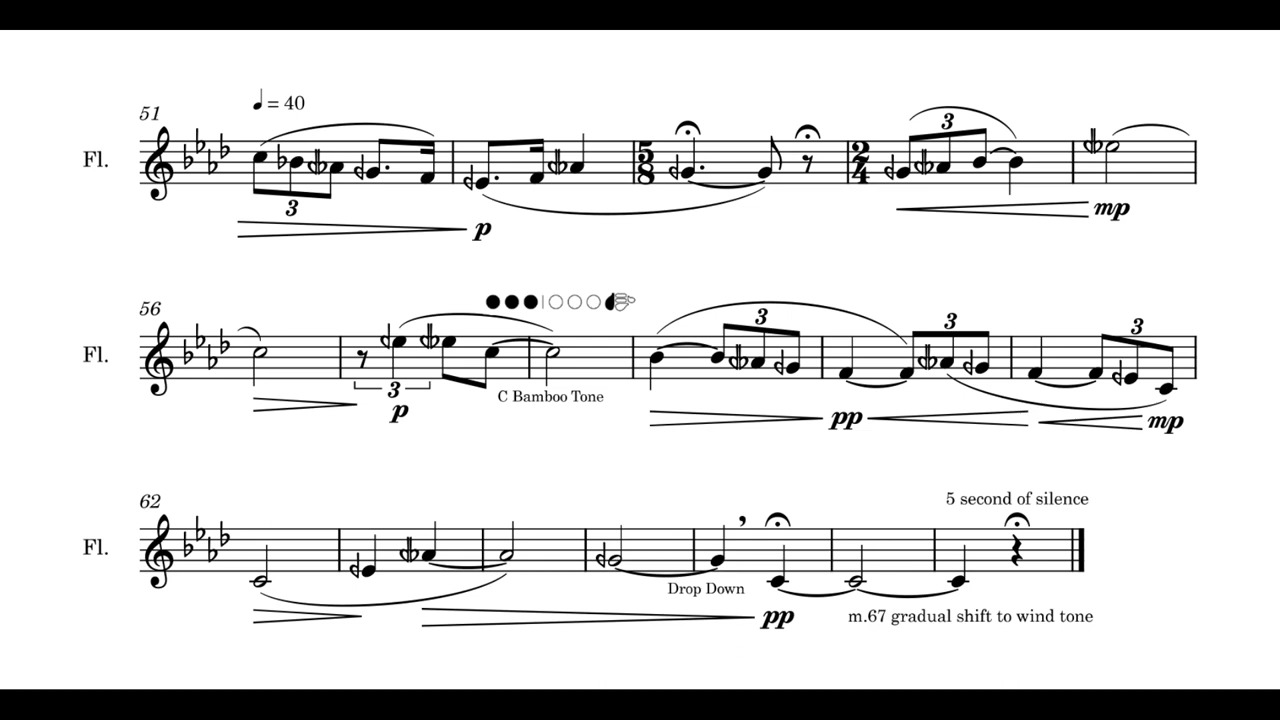 51
♩ = 40
Fl.
3
5
8
2
4
3
p
mp
56
Fl.
3
3
3
3
p
C Bamboo Tone
pp
mp
62
5 second of silence
Fl.
Drop Down
pp
m.67 gradual shift to wind tone